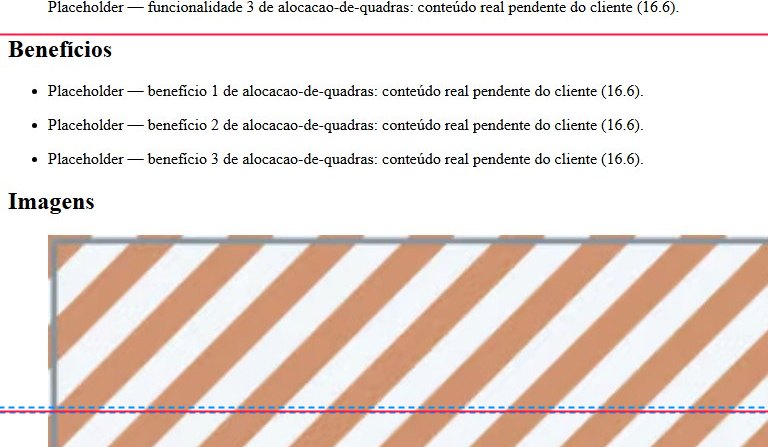 Placeholder — funcionalidade 3 de alocacao-de-quadras: conteúdo real pendente do cliente (16.6).
Benefícios
Placeholder — benefício 1 de alocacao-de-quadras: conteúdo real pendente do cliente (16.6).
Placeholder — benefício 2 de alocacao-de-quadras: conteúdo real pendente do cliente (16.6).
Placeholder — benefício 3 de alocacao-de-quadras: conteúdo real pendente do cliente (16.6).
Imagens